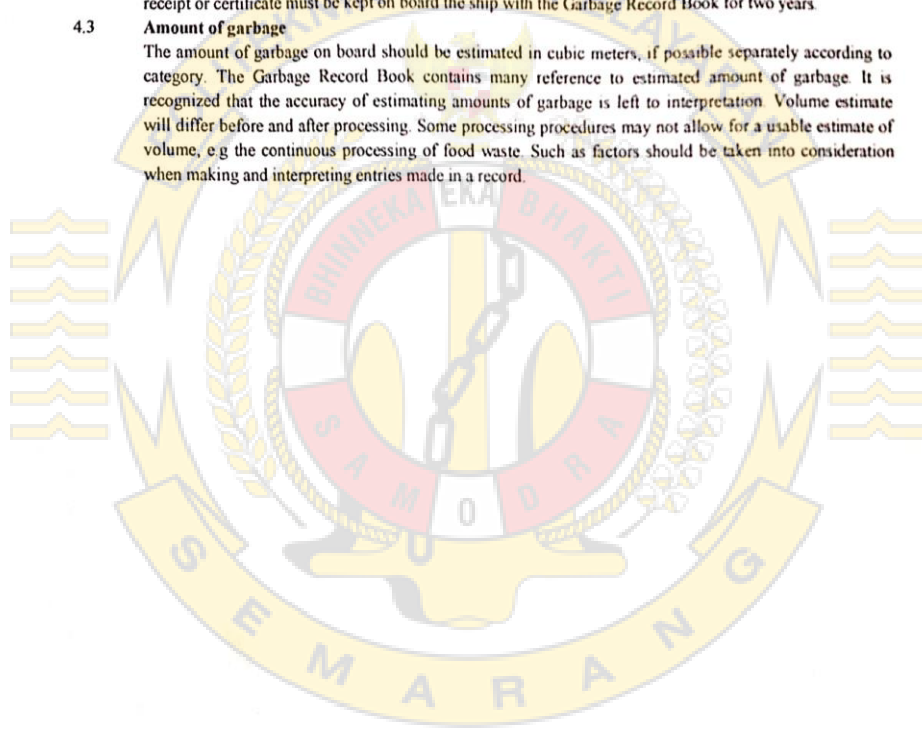 receipt or certificate must be kept on board the ship with the Garbage Record Book for two years.
4.3 Amount of garbage
The amount of garbage on board should be estimated in cubic meters, if possible separately according to
category. The Garbage Record Book contains many reference to estimated amount of garbage. It is
recognized that the accuracy of estimating amounts of garbage is left to interpretation. Volume estimate
will differ before and after processing. Some processing procedures may not allow for a usable estimate of
volume, e.g the continuous processing of food waste. Such as factors should be taken into consideration
when making and interpreting entries made in a record.
BHINNEKA EKA BHAKTI
SAMODRA
SEMARANG